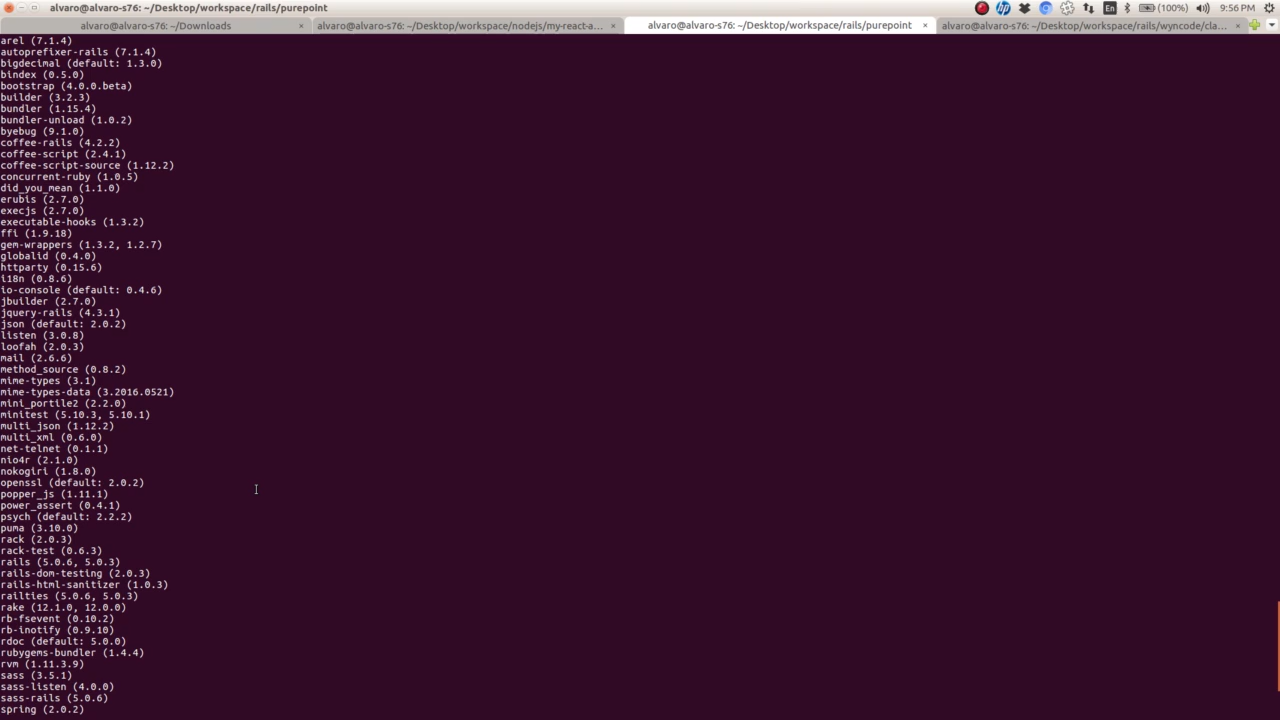 alvaro@alvaro-s76: ~/Desktop/workspace/rails/purepoint
En
(100%)
9:56 PM
alvaro@alvaro-s76: ~/Downloads
alvaro@alvaro-s76: ~/Desktop/workspace/nodejs/my-react-a...
alvaro@alvaro-s76: ~/Desktop/workspace/rails/purepoint
alvaro@alvaro-s76: ~/Desktop/workspace/rails/wyncode/cla...
arel (7.1.4)
autoprefixer-rails (7.1.4)
bigdecimal (default: 1.3.0)
bindex (0.5.0)
bootstrap (4.0.0.beta)
builder (3.2.3)
bundler (1.15.4)
bundler-unload (1.0.2)
byebug (9.1.0)
coffee-rails (4.2.2)
coffee-script (2.4.1)
coffee-script-source (1.12.2)
concurrent-ruby (1.0.5)
did_you_mean (1.1.0)
erubis (2.7.0)
execjs (2.7.0)
executable-hooks (1.3.2)
ffi (1.9.18)
gem-wrappers (1.3.2, 1.2.7)
globalid (0.4.0)
httparty (0.15.6)
i18n (0.8.6)
io-console (default: 0.4.6)
jbuilder (2.7.0)
jquery-rails (4.3.1)
json (default: 2.0.2)
listen (3.0.8)
loofah (2.0.3)
mail (2.6.6)
method_source (0.8.2)
mime-types (3.1)
mime-types-data (3.2016.0521)
mini_portile2 (2.2.0)
minitest (5.10.3, 5.10.1)
multi_json (1.12.2)
multi_xml (0.6.0)
net-telnet (0.1.1)
nio4r (2.1.0)
nokogiri (1.8.0)
openssl (default: 2.0.2)
popper_js (1.11.1)
power_assert (0.4.1)
psych (default: 2.2.2)
puma (3.10.0)
rack (2.0.3)
rack-test (0.6.3)
rails (5.0.6, 5.0.3)
rails-dom-testing (2.0.3)
rails-html-sanitizer (1.0.3)
railties (5.0.6, 5.0.3)
rake (12.1.0, 12.0.0)
rb-fsevent (0.10.2)
rb-inotify (0.9.10)
rdoc (default: 5.0.0)
rubygems-bundler (1.4.4)
rvm (1.11.3.9)
sass (3.5.1)
sass-listen (4.0.0)
sass-rails (5.0.6)
spring (2.0.2)